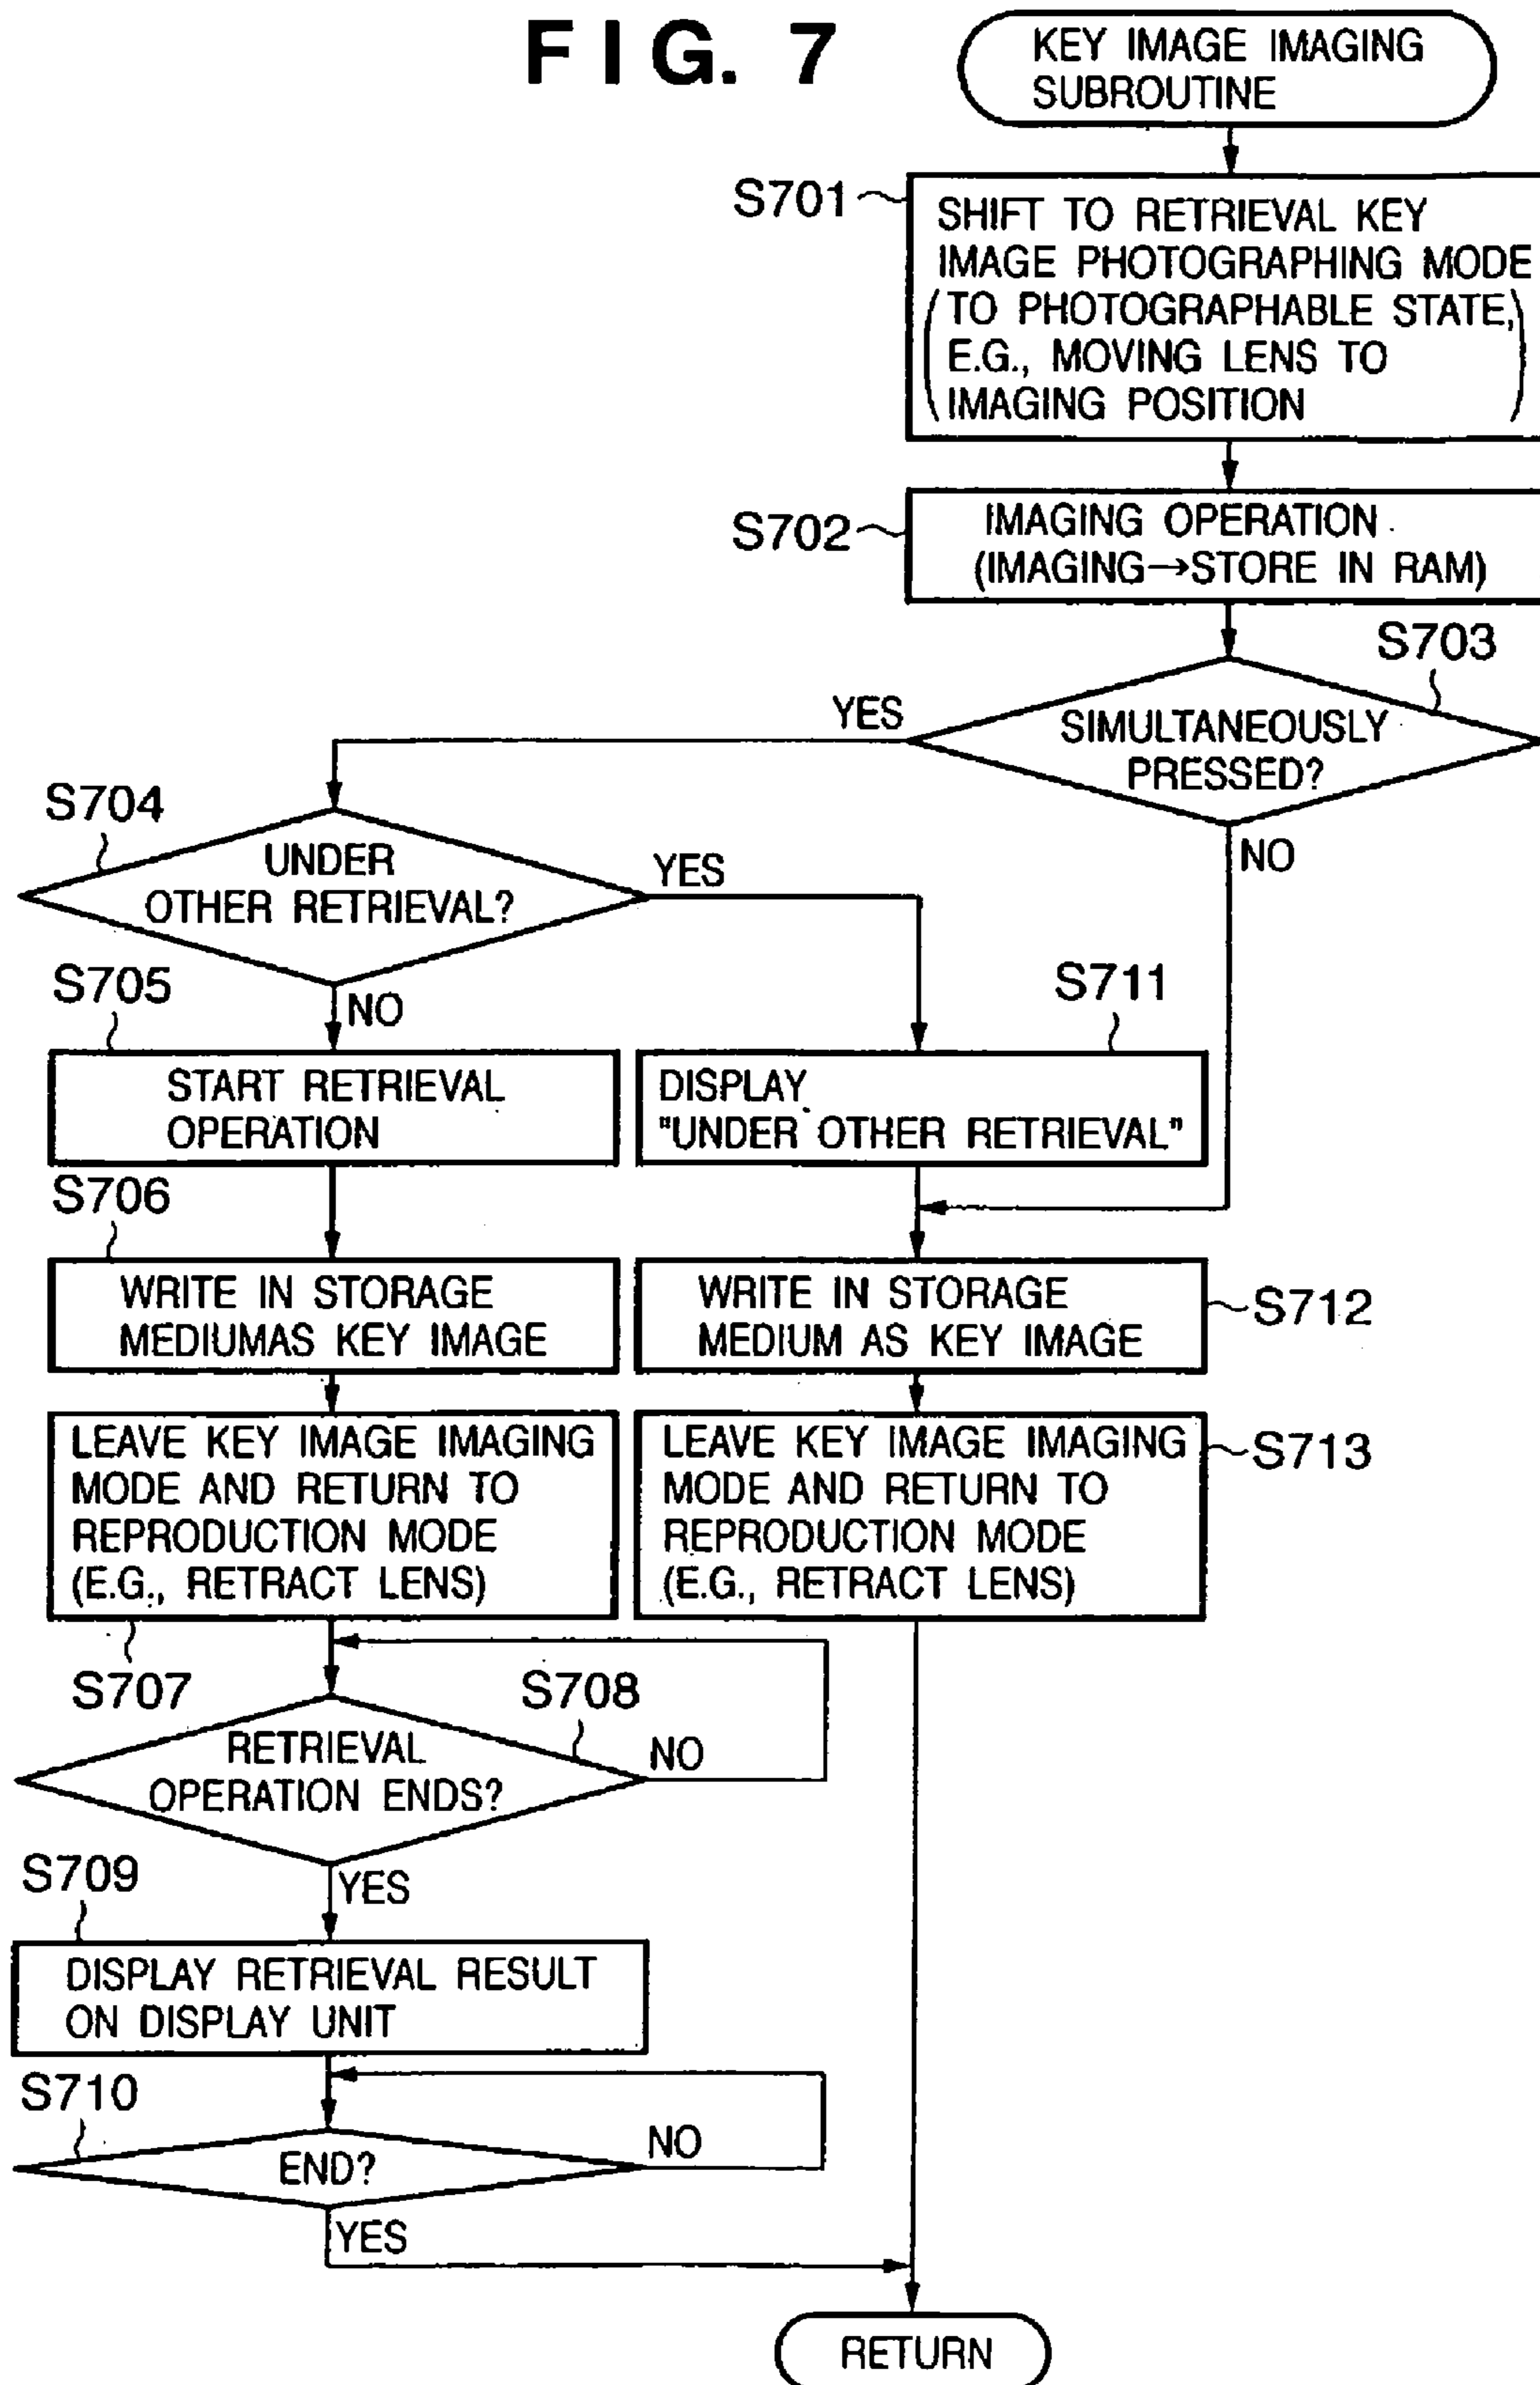 FIG. 7
KEY IMAGE IMAGING
SUBROUTINE
S701
SHIFT TO RETRIEVAL KEY
IMAGE PHOTOGRAPHING MODE
(TO PHOTOGRAPHABLE STATE,
E.G., MOVING LENS TO
IMAGING POSITION)
S702
IMAGING OPERATION
(IMAGING→STORE IN RAM)
S703
SIMULTANEOUSLY
PRESSED?
YES
NO
S704
UNDER
OTHER RETRIEVAL?
YES
NO
S705
START RETRIEVAL
OPERATION
S711
DISPLAY
"UNDER OTHER RETRIEVAL"
S706
WRITE IN STORAGE
MEDIUMAS KEY IMAGE
WRITE IN STORAGE
MEDIUM AS KEY IMAGE
S712
LEAVE KEY IMAGE IMAGING
MODE AND RETURN TO
REPRODUCTION MODE
(E.G., RETRACT LENS)
S707
LEAVE KEY IMAGE IMAGING
MODE AND RETURN TO
REPRODUCTION MODE
(E.G., RETRACT LENS)
S713
S708
RETRIEVAL
OPERATION ENDS?
NO
YES
S709
DISPLAY RETRIEVAL RESULT
ON DISPLAY UNIT
S710
END?
NO
YES
RETURN